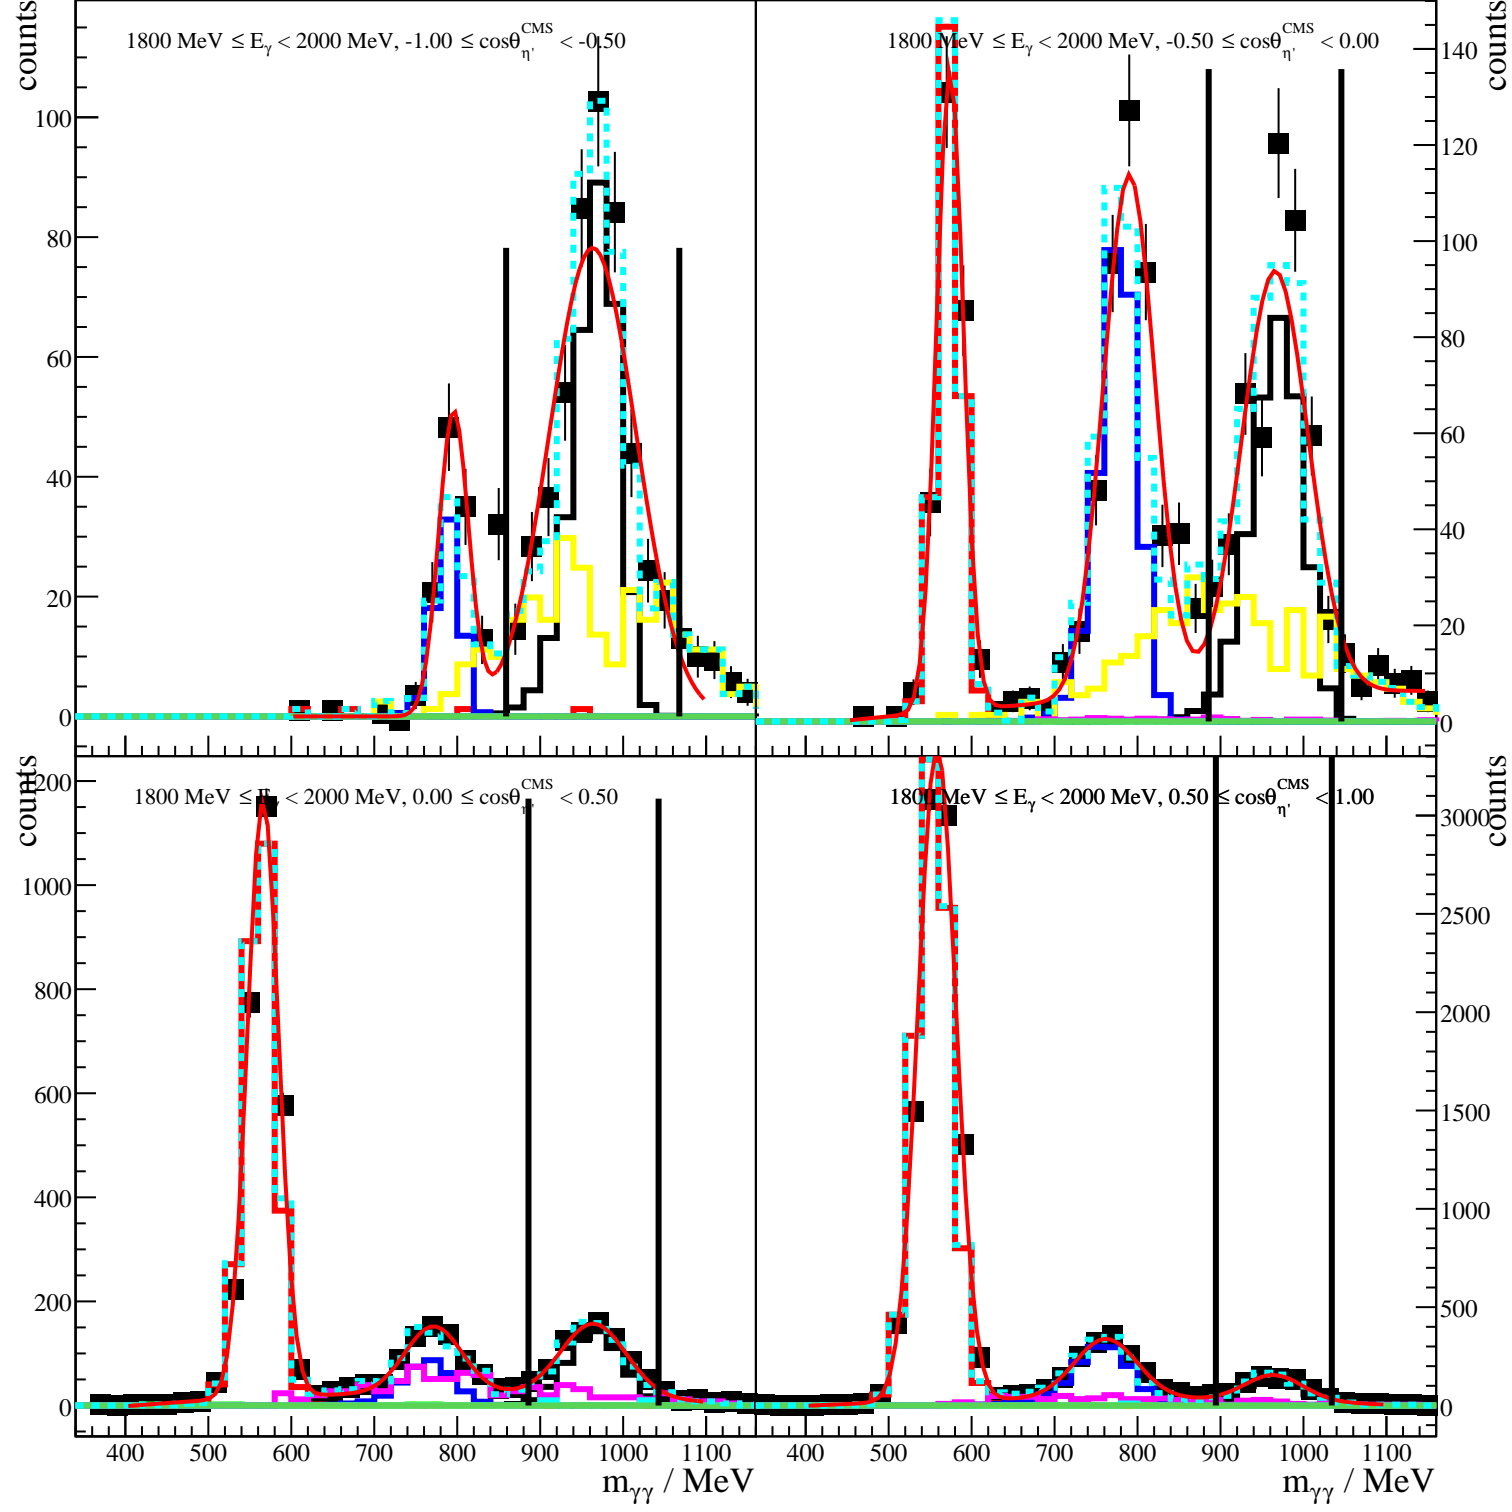 counts
1800 MeV ≤ Eγ < 2000 MeV, -1.00 ≤ cosθη'CMS < -0.50
100
80
60
40
20
0
counts
1800 MeV ≤ Eγ < 2000 MeV, -0.50 ≤ cosθη'CMS < 0.00
140
120
100
80
60
40
20
0
counts
1800 MeV ≤ Eγ < 2000 MeV, 0.00 ≤ cosθη'CMS < 0.50
1200
1000
800
600
400
200
0
400 500 600 700 800 900 1000 1100
mγγ / MeV
counts
1800 MeV ≤ Eγ < 2000 MeV, 0.50 ≤ cosθη'CMS < 1.00
3000
2500
2000
1500
1000
500
0
400 500 600 700 800 900 1000 1100
mγγ / MeV